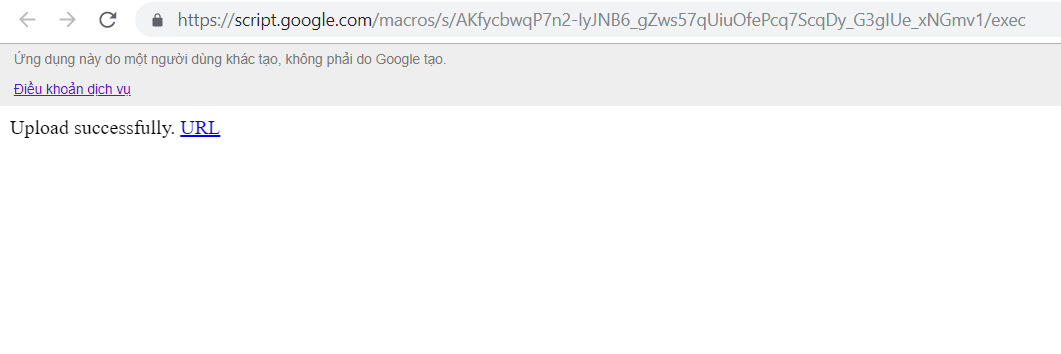 https://script.google.com/macros/s/AKfycbwqP7n2-IyJNB6_gZws57qUiuOfePcq7ScqDy_G3gIUe_xNGmv1/exec
Ứng dụng này do một người dùng khác tạo, không phải do Google tạo.
Điều khoản dịch vụ
Upload successfully. URL